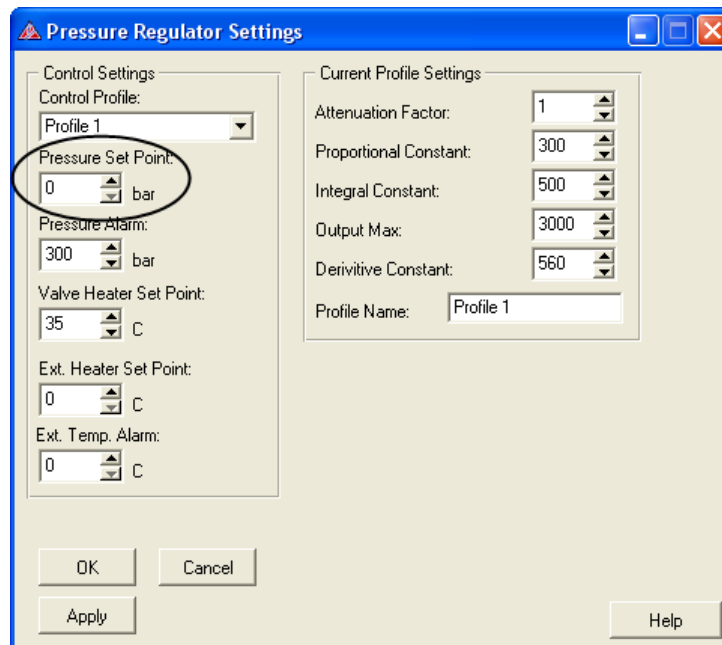 Pressure Regulator Settings
Control Settings
Control Profile:
Profile 1
Pressure Set Point:
0 bar
Pressure Alarm:
300 bar
Valve Heater Set Point:
35 C
Ext. Heater Set Point:
0 C
Ext. Temp. Alarm:
0 C
Current Profile Settings
Attenuation Factor: 1
Proportional Constant: 300
Integral Constant: 500
Output Max: 3000
Derivitive Constant: 560
Profile Name: Profile 1
OK Cancel
Apply
Help